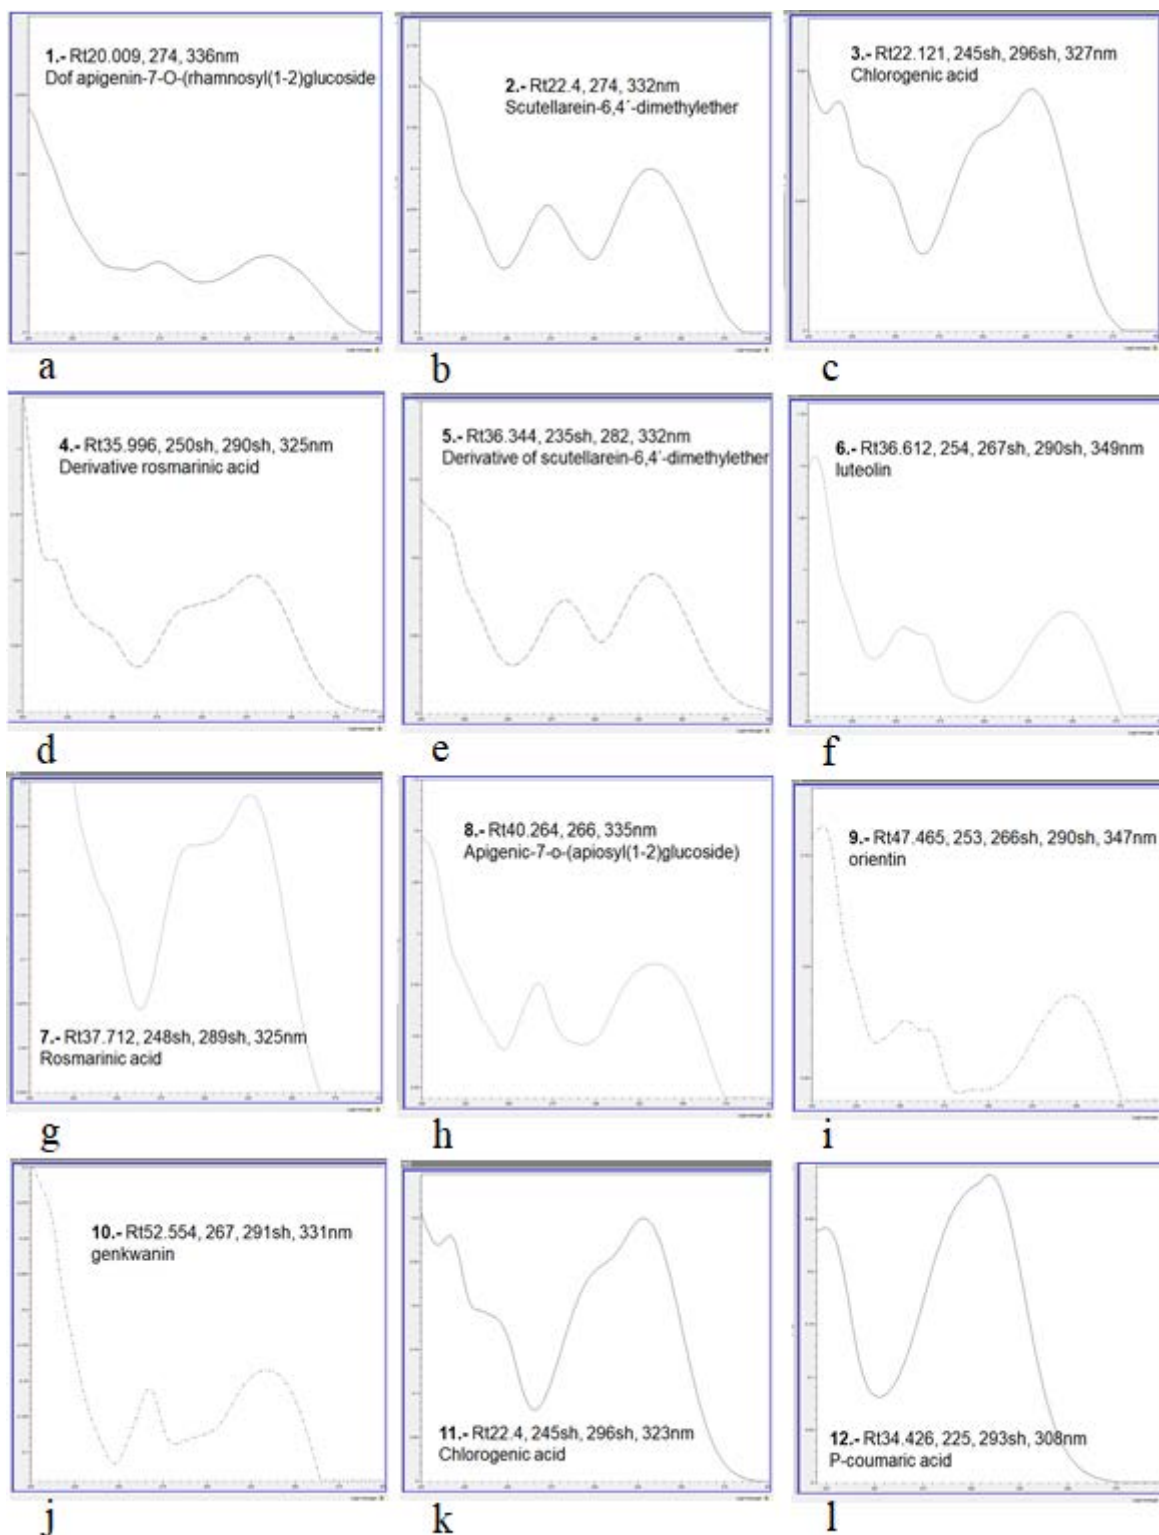 1.- Rt20.009, 274, 336nm
Dof apigenin-7-O-(rhamnosyl(1-2)glucoside
a
2.- Rt22.4, 274, 332nm
Scutellarein-6,4´-dimethylether
b
3.- Rt22.121, 245sh, 296sh, 327nm
Chlorogenic acid
c
4.- Rt35.996, 250sh, 290sh, 325nm
Derivative rosmarinic acid
d
5.- Rt36.344, 235sh, 282, 332nm
Derivative of scutellarein-6,4´-dimethylether
e
6.- Rt36.612, 254, 267sh, 290sh, 349nm
luteolin
f
7.- Rt37.712, 248sh, 289sh, 325nm
Rosmarinic acid
g
8.- Rt40.264, 266, 335nm
Apigenic-7-o-(apiosyl(1-2)glucoside)
h
9.- Rt47.465, 253, 266sh, 290sh, 347nm
orientin
i
10.- Rt52.554, 267, 291sh, 331nm
genkwanin
j
11.- Rt22.4, 245sh, 296sh, 323nm
Chlorogenic acid
k
12.- Rt34.426, 225, 293sh, 308nm
P-coumaric acid
l